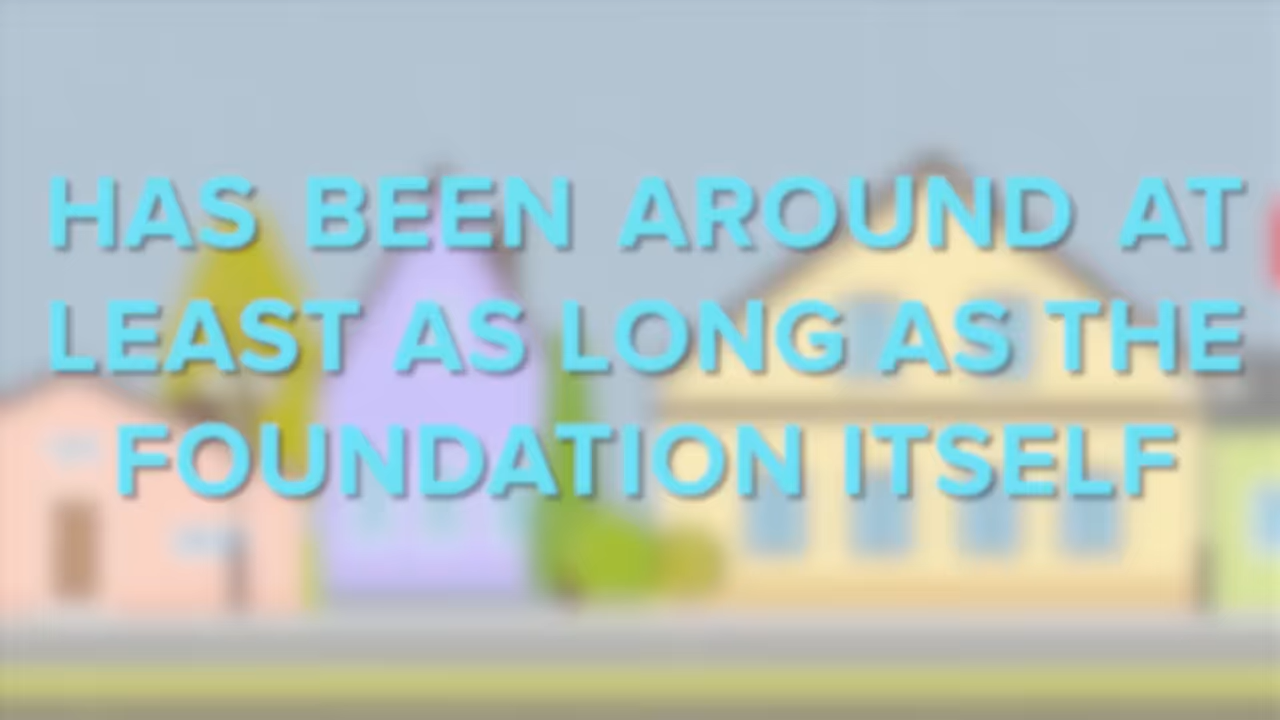 HAS BEEN AROUND AT
LEAST AS LONG AS THE
FOUNDATION ITSELF